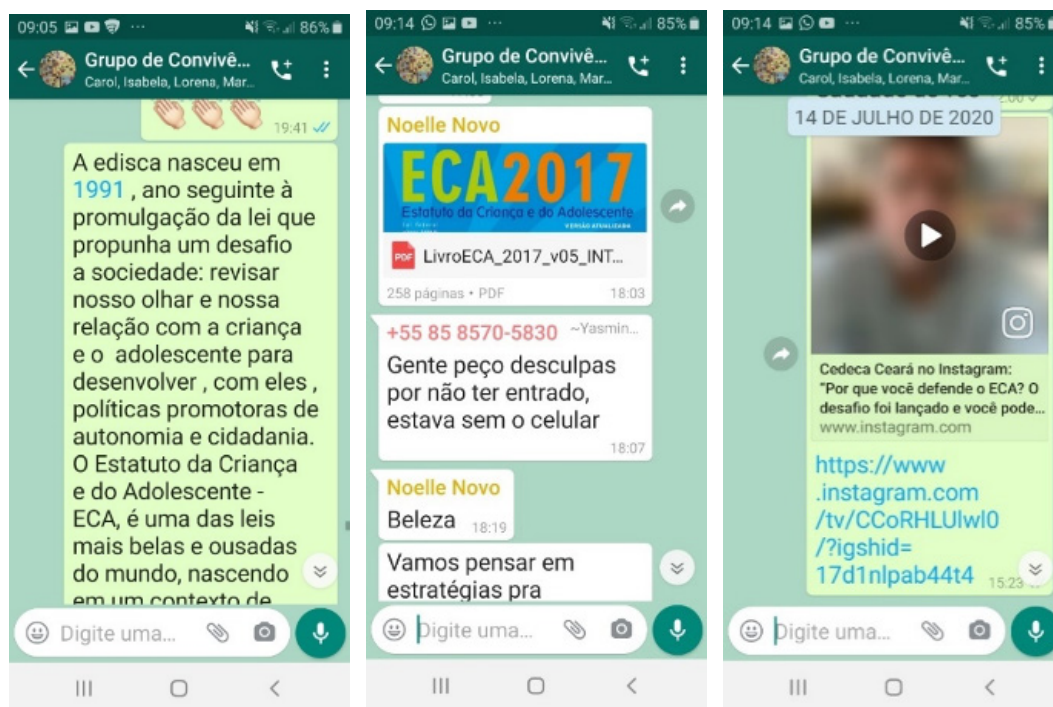 09:05
86%
Grupo de Convivê...
Carol, Isabela, Lorena, Mar...
19:41
A edisca nasceu em
1991 , ano seguinte à
promulgação da lei que
propunha um desafio
a sociedade: revisar
nosso olhar e nossa
relação com a criança
e o adolescente para
desenvolver , com eles ,
políticas promotoras de
autonomia e cidadania.
O Estatuto da Criança
e do Adolescente -
ECA, é uma das leis
mais belas e ousadas
do mundo, nascendo
em um contexto de
Digite uma...
09:14
85%
Grupo de Convivê...
Carol, Isabela, Lorena, Mar...
Noelle Novo
ECA2017
Estatuto da Criança e do Adolescente
VERSÃO ATUALIZADA
PDF
LivroECA_2017_v05_INT...
258 páginas • PDF
18:03
+55 85 8570-5830 ~Yasmin...
Gente peço desculpas
por não ter entrado,
estava sem o celular
18:07
Noelle Novo
Beleza 18:19
Vamos pensar em
estratégias pra
Digite uma...
09:14
85%
Grupo de Convivê...
Carol, Isabela, Lorena, Mar...
14 DE JULHO DE 2020
Cedeca Ceará no Instagram:
"Por que você defende o ECA? O
desafio foi lançado e você pode...
www.instagram.com
https://www
.instagram.com
/tv/CCoRHLUlwl0
/?igshid=
17d1nlpab44t4 15:23
Digite uma...